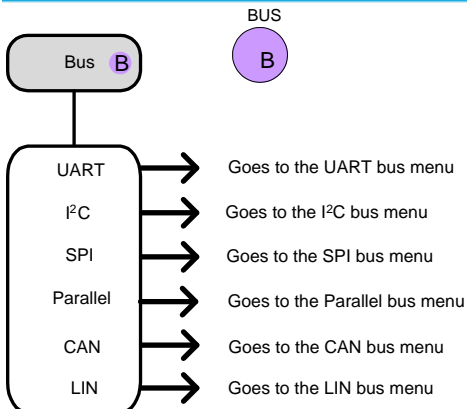 BUS
B
Bus B
UART Goes to the UART bus menu
I²C Goes to the I²C bus menu
SPI Goes to the SPI bus menu
Parallel Goes to the Parallel bus menu
CAN Goes to the CAN bus menu
LIN Goes to the LIN bus menu